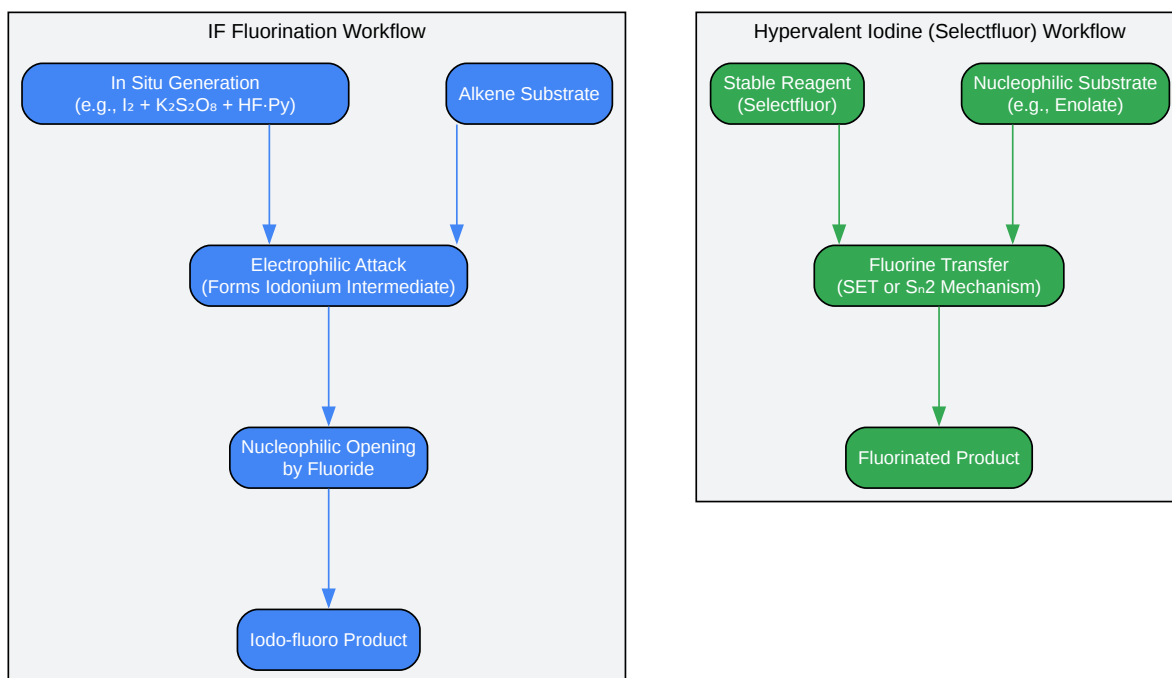 IF Fluorination Workflow
In Situ Generation
(e.g., I₂ + K₂S₂O₈ + HF·Py)
Alkene Substrate
Electrophilic Attack
(Forms Iodonium Intermediate)
Nucleophilic Opening
by Fluoride
Iodo-fluoro Product
Hypervalent Iodine (Selectfluor) Workflow
Stable Reagent
(Selectfluor)
Nucleophilic Substrate
(e.g., Enolate)
Fluorine Transfer
(SET or Sₙ2 Mechanism)
Fluorinated Product